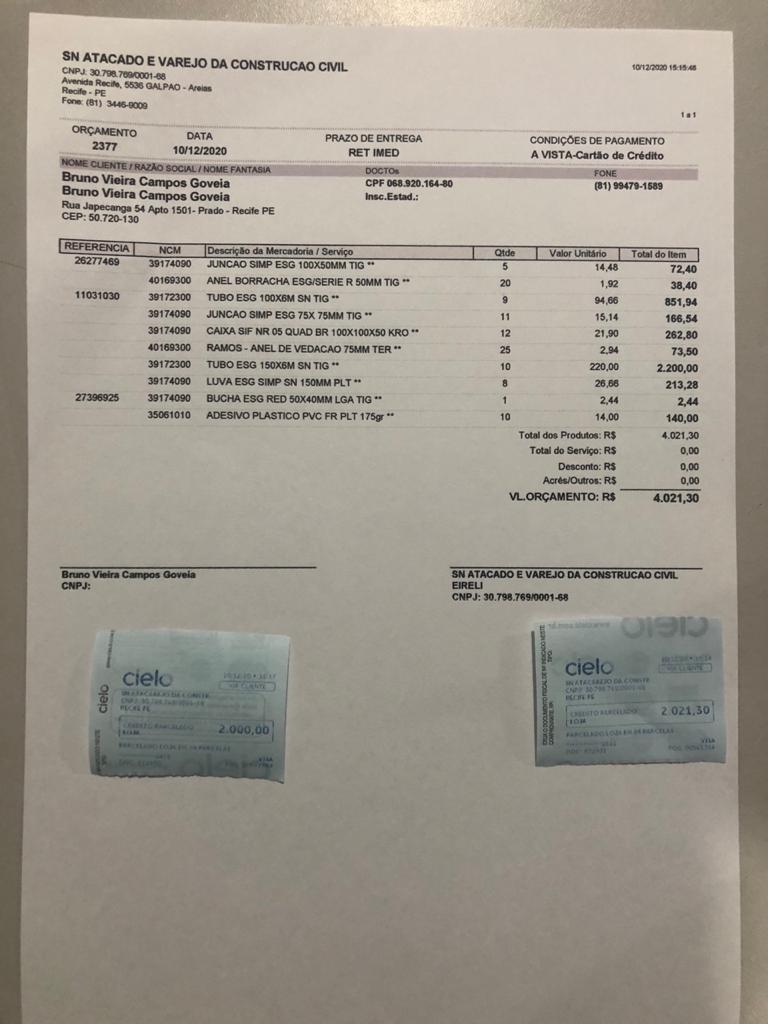 SN ATACADO E VAREJO DA CONSTRUCAO CIVIL
CNPJ: 30.798.769/0001-68
Avenida Recife, 5536 GALPAO - Areias
Recife - PE
Fone: (81) 3446-9009
10/12/2020 15:15:48
1 a 1
ORÇAMENTO DATA PRAZO DE ENTREGA CONDIÇÕES DE PAGAMENTO
2377 10/12/2020 RET IMED A VISTA-Cartão de Crédito
NOME CLIENTE / RAZÃO SOCIAL / NOME FANTASIA DOCTOs FONE
Bruno Vieira Campos Goveia CPF 068.920.164-80 (81) 99479-1589
Bruno Vieira Campos Goveia Insc.Estad.:
Rua Japecanga 54 Apto 1501- Prado - Recife PE
CEP: 50.720-130
REFERENCIA NCM Descrição da Mercadoria / Serviço Qtde Valor Unitário Total do Item
26277469 39174090 JUNCAO SIMP ESG 100X50MM TIG ** 5 14,48 72,40
40169300 ANEL BORRACHA ESG/SERIE R 50MM TIG ** 20 1,92 38,40
11031030 39172300 TUBO ESG 100X6M SN TIG ** 9 94,66 851,94
39174090 JUNCAO SIMP ESG 75X 75MM TIG ** 11 15,14 166,54
39174090 CAIXA SIF NR 05 QUAD BR 100X100X50 KRO ** 12 21,90 262,80
40169300 RAMOS - ANEL DE VEDACAO 75MM TER ** 25 2,94 73,50
39172300 TUBO ESG 150X6M SN TIG ** 10 220,00 2.200,00
39174090 LUVA ESG SIMP SN 150MM PLT ** 8 26,66 213,28
27396925 39174090 BUCHA ESG RED 50X40MM LGA TIG ** 1 2,44 2,44
35061010 ADESIVO PLASTICO PVC FR PLT 175gr ** 10 14,00 140,00
Total dos Produtos: R$ 4.021,30
Total do Serviço: R$ 0,00
Desconto: R$ 0,00
Acrés/Outros: R$ 0,00
VL.ORÇAMENTO: R$ 4.021,30
Bruno Vieira Campos Goveia
CNPJ:
SN ATACADO E VAREJO DA CONSTRUCAO CIVIL
EIRELI
CNPJ: 30.798.769/0001-68
cielo
cielo
VIA CLIENTE
SN ATACAREJO DA CONSTR
CNPJ 30.798.769/0001-68
RECIFE PE
CREDITO PARCELADO
LOJA 2.000,00
VISA
cielo
cielo
VIA CLIENTE
SN ATACAREJO DA CONSTR
CNPJ 30.798.769/0001-68
RECIFE PE
CREDITO PARCELADO
LOJA 2.021,30
VISA